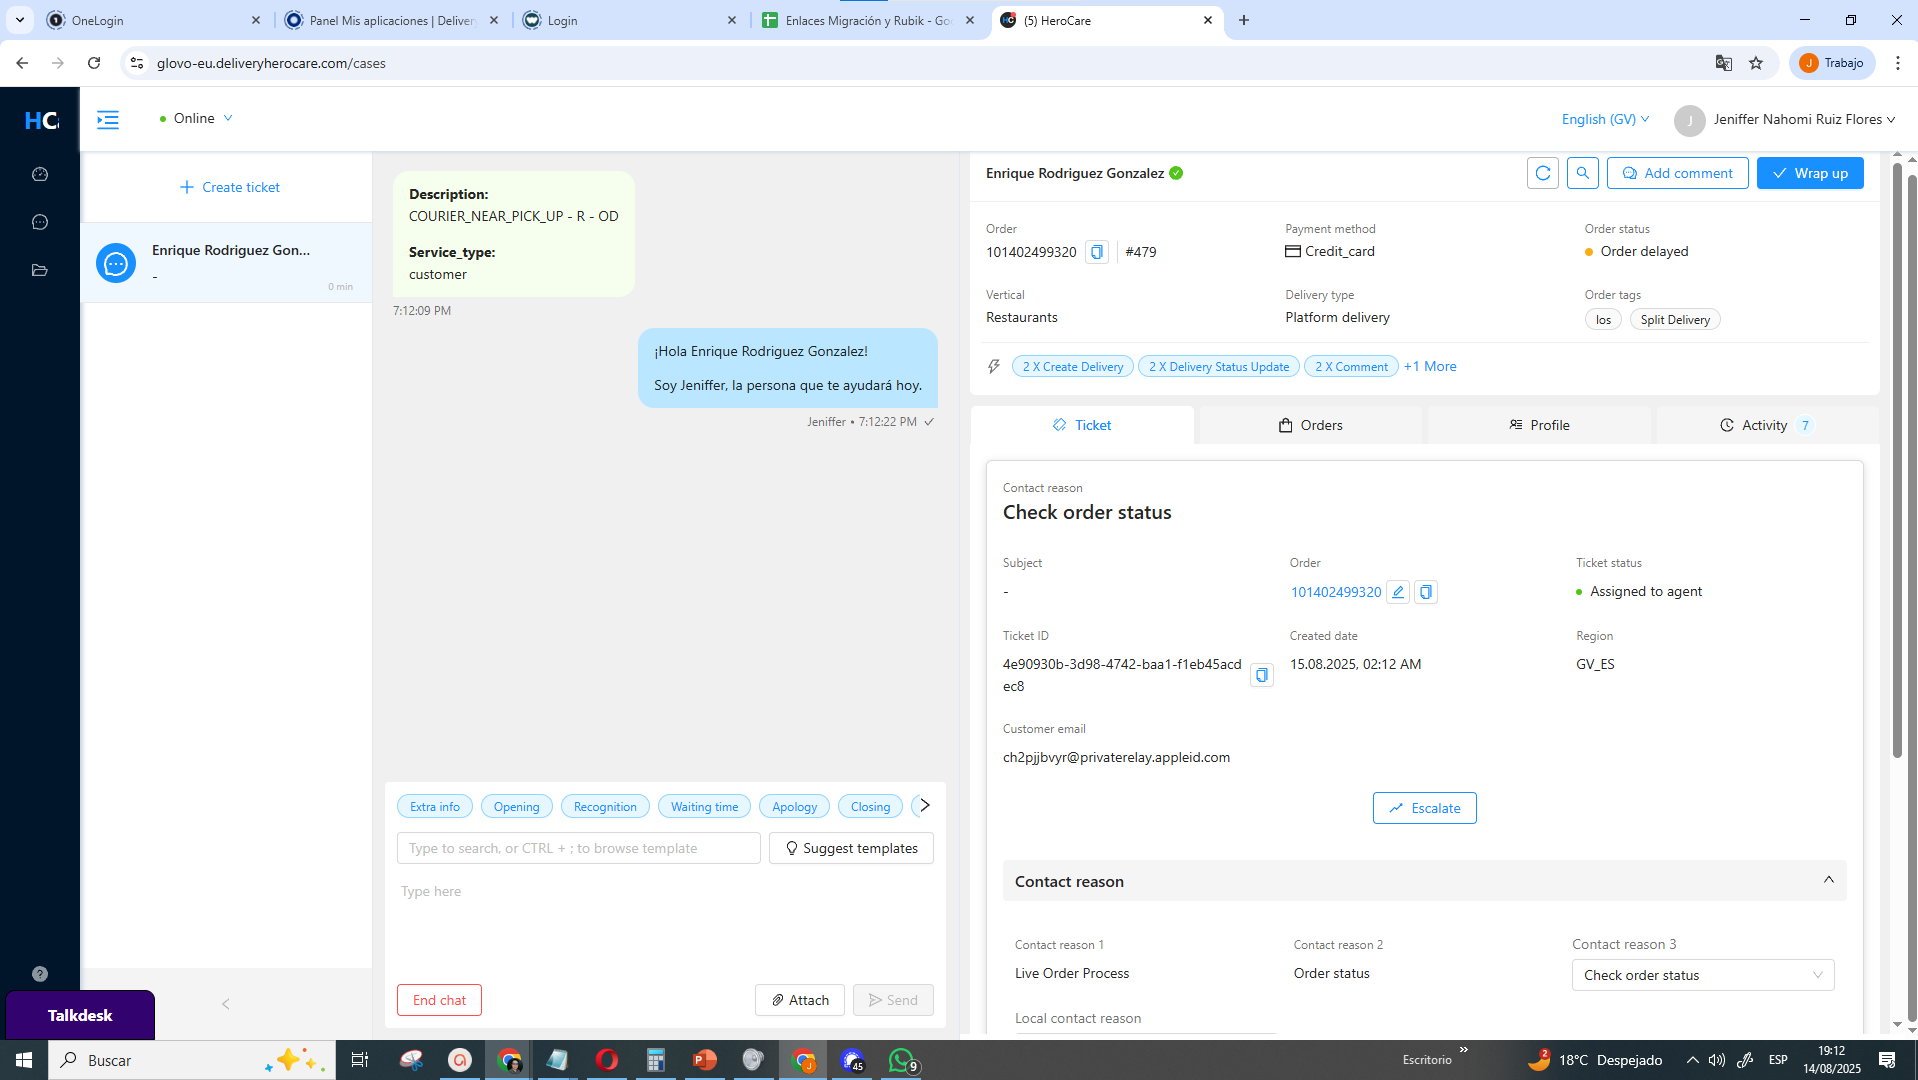 OneLogin
Panel Mis aplicaciones | Deliver
Login
Enlaces Migración y Rubik - Go
(5) HeroCare
glovo-eu.deliveryherocare.com/cases
Trabajo
HC
Online
English (GV)
J
Jeniffer Nahomi Ruiz Flores
Create ticket
Enrique Rodriguez Gon...
-
0 min
Description:
COURIER_NEAR_PICK_UP - R - OD
Service_type:
customer
7:12:09 PM
¡Hola Enrique Rodriguez Gonzalez!
Soy Jeniffer, la persona que te ayudará hoy.
Jeniffer • 7:12:22 PM
Extra info
Opening
Recognition
Waiting time
Apology
Closing
Type to search, or CTRL + ; to browse template
Suggest templates
Type here
End chat
Attach
Send
Enrique Rodriguez Gonzalez
Add comment
Wrap up
Order
Payment method
Order status
101402499320
#479
Credit_card
Order delayed
Vertical
Delivery type
Order tags
Restaurants
Platform delivery
Ios
Split Delivery
2 X Create Delivery
2 X Delivery Status Update
2 X Comment
+1 More
Ticket
Orders
Profile
Activity 7
Contact reason
Check order status
Subject
Order
Ticket status
-
101402499320
Assigned to agent
Ticket ID
Created date
Region
4e90930b-3d98-4742-baa1-f1eb45acd
ec8
15.08.2025, 02:12 AM
GV_ES
Customer email
ch2pjjbvyr@privaterelay.appleid.com
Escalate
Contact reason
Contact reason 1
Contact reason 2
Contact reason 3
Live Order Process
Order status
Check order status
Local contact reason
Talkdesk
Buscar
45
9
Escritorio
2
18°C Despejado
ESP
19:12
14/08/2025